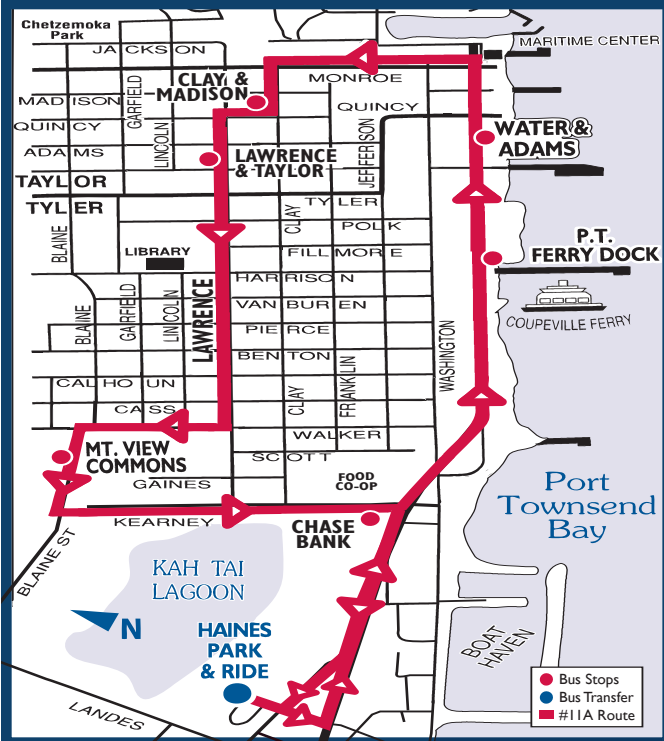 Chetzemoka
Park
JACKSON
MARITIME CENTER
CLAY &
MADISON
MONROE
MADISON
GARFIELD
QUINCY
QUINCY
LINCOLN
JEFFERSON
WATER &
ADAMS
ADAMS
LAWRENCE
& TAYLOR
TAYLOR
TYLER
TYLER
CLAY
POLK
P.T.
FERRY DOCK
BLAINE
LIBRARY
FILLMORE
HARRISON
LAWRENCE
GARFIELD
LINCOLN
BLAINE
VAN BUREN
COUPEVILLE FERRY
PIERCE
WASHINGTON
BENTON
CALHOUN
CLAY
FRANKLIN
CASS
WALKER
MT. VIEW
COMMONS
SCOTT
GAINES
FOOD
CO-OP
Port
Townsend
Bay
KEARNEY
CHASE
BANK
BLAINE ST
KAH TAI
LAGOON
N
HAINES
PARK
& RIDE
BOAT
HAVEN
LANDES
Bus Stops
Bus Transfer
#11A Route